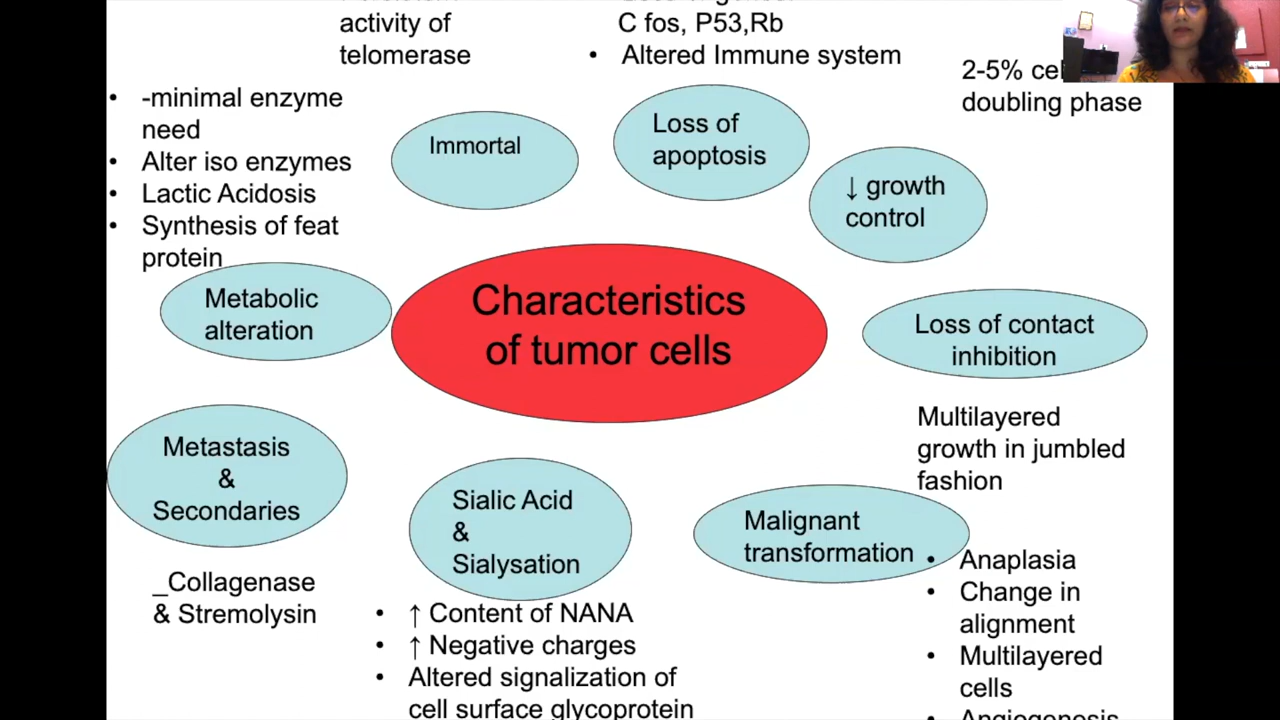 activity of
telomerase
C fos, P53,Rb
• Altered Immune system
2-5%
doubling phase
• -minimal enzyme
need
• Alter iso enzymes
• Lactic Acidosis
• Synthesis of feat
protein
Immortal
Loss of
apoptosis
↓ growth
control
Characteristics
of tumor cells
Metabolic
alteration
Loss of contact
inhibition
Multilayered
growth in jumbled
fashion
Metastasis
&
Secondaries
_Collagenase
& Stremolysin
Sialic Acid
&
Sialysation
• ↑ Content of NANA
• ↑ Negative charges
• Altered signalization of
cell surface glycoprotein
Malignant
transformation
• Anaplasia
• Change in
alignment
• Multilayered
cells
• Angiogenesis